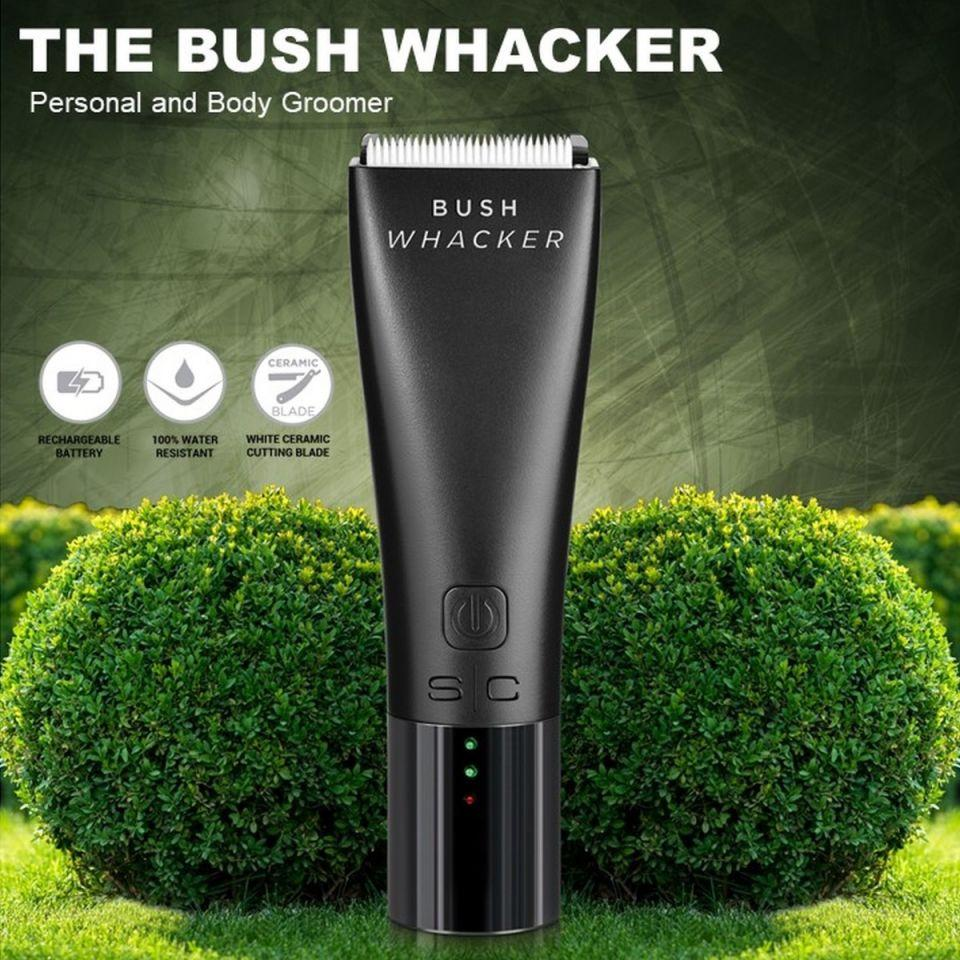 THE BUSH WHACKER
Personal and Body Groomer
BUSH
WHACKER
CERAMIC
BLADE
RECHARGEABLE
BATTERY
100% WATER
RESISTANT
WHITE CERAMIC
CUTTING BLADE
S|C